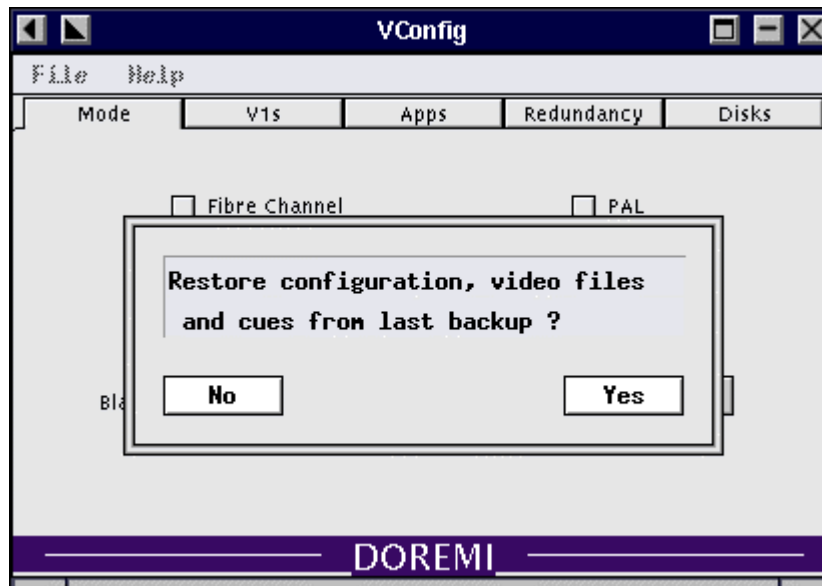 VConfig
File Help
Mode V1s Apps Redundancy Disks
Fibre Channel PAL
Restore configuration, video files
and cues from last backup ?
No Yes
DOREMI